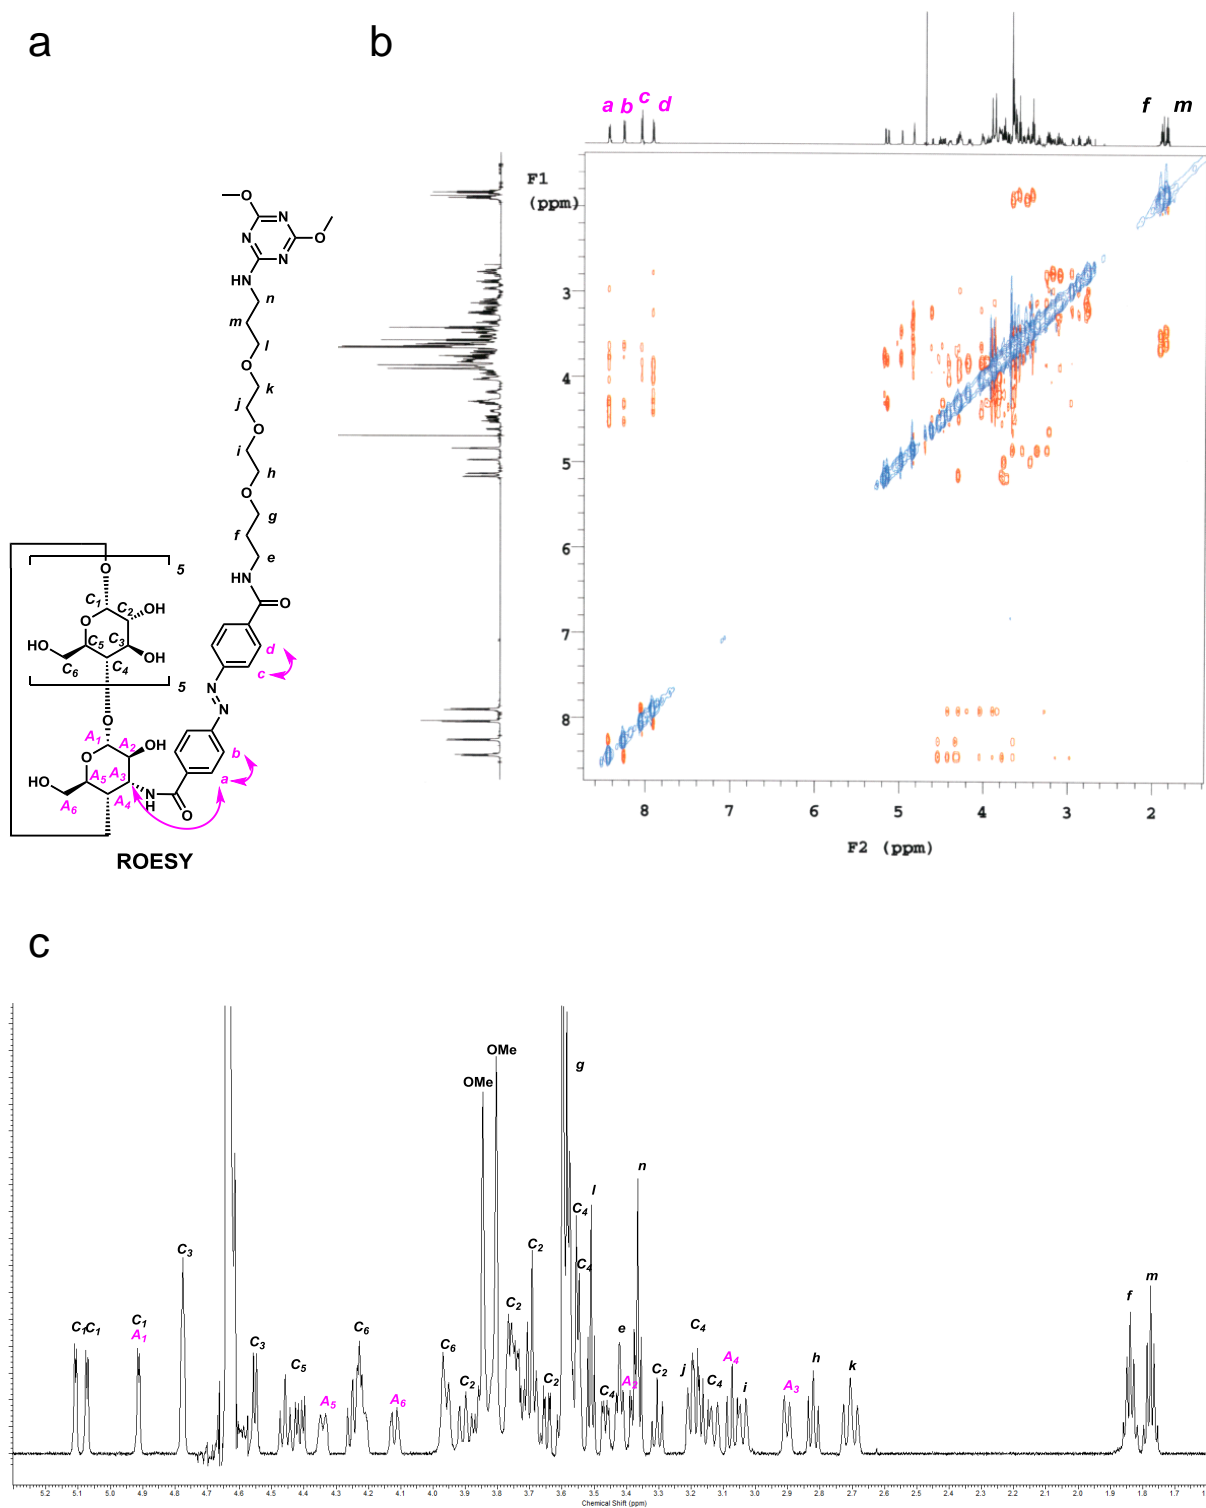 a
b
O
N
N
N
O
N
HN
n
m
l
O
k
j
O
i
h
O
g
f
e
HN
O
d
c
N
N
b
a
O
5
C1
C2
OH
O
C5
C3
HO
OH
C6
C4
5
O
A1
A2
OH
O
A5
A3
HO
N
H
A4
A6
O
ROESY
a b c d
f m
F1
(ppm)
3
4
5
6
7
8
8 7 6 5 4 3 2
F2 (ppm)
c
C1 C1
C1
A1
C3
C3
C5
A5
C6
A6
C6
C2
OMe
OMe
C2
C2
C2
g
C4
C4
l
C4
e
A2
n
C2
j
C4
C4
A4
i
A3
h
k
f
m
5.2 5.1 5.0 4.9 4.8 4.7 4.6 4.5 4.4 4.3 4.2 4.1 4.0 3.9 3.8 3.7 3.6 3.5 3.4 3.3 3.2 3.1 3.0 2.9 2.8 2.7 2.6 2.5 2.4 2.3 2.2 2.1 2.0 1.9 1.8 1.7
Chemical Shift (ppm)